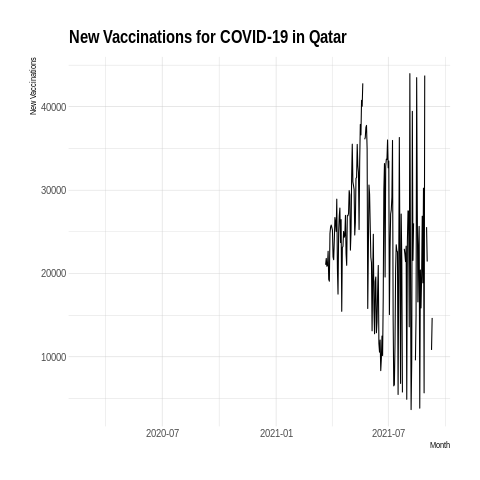 New Vaccinations for COVID-19 in Qatar
New Vaccinations
40000
30000
20000
10000
2020-07
2021-01
2021-07
Month